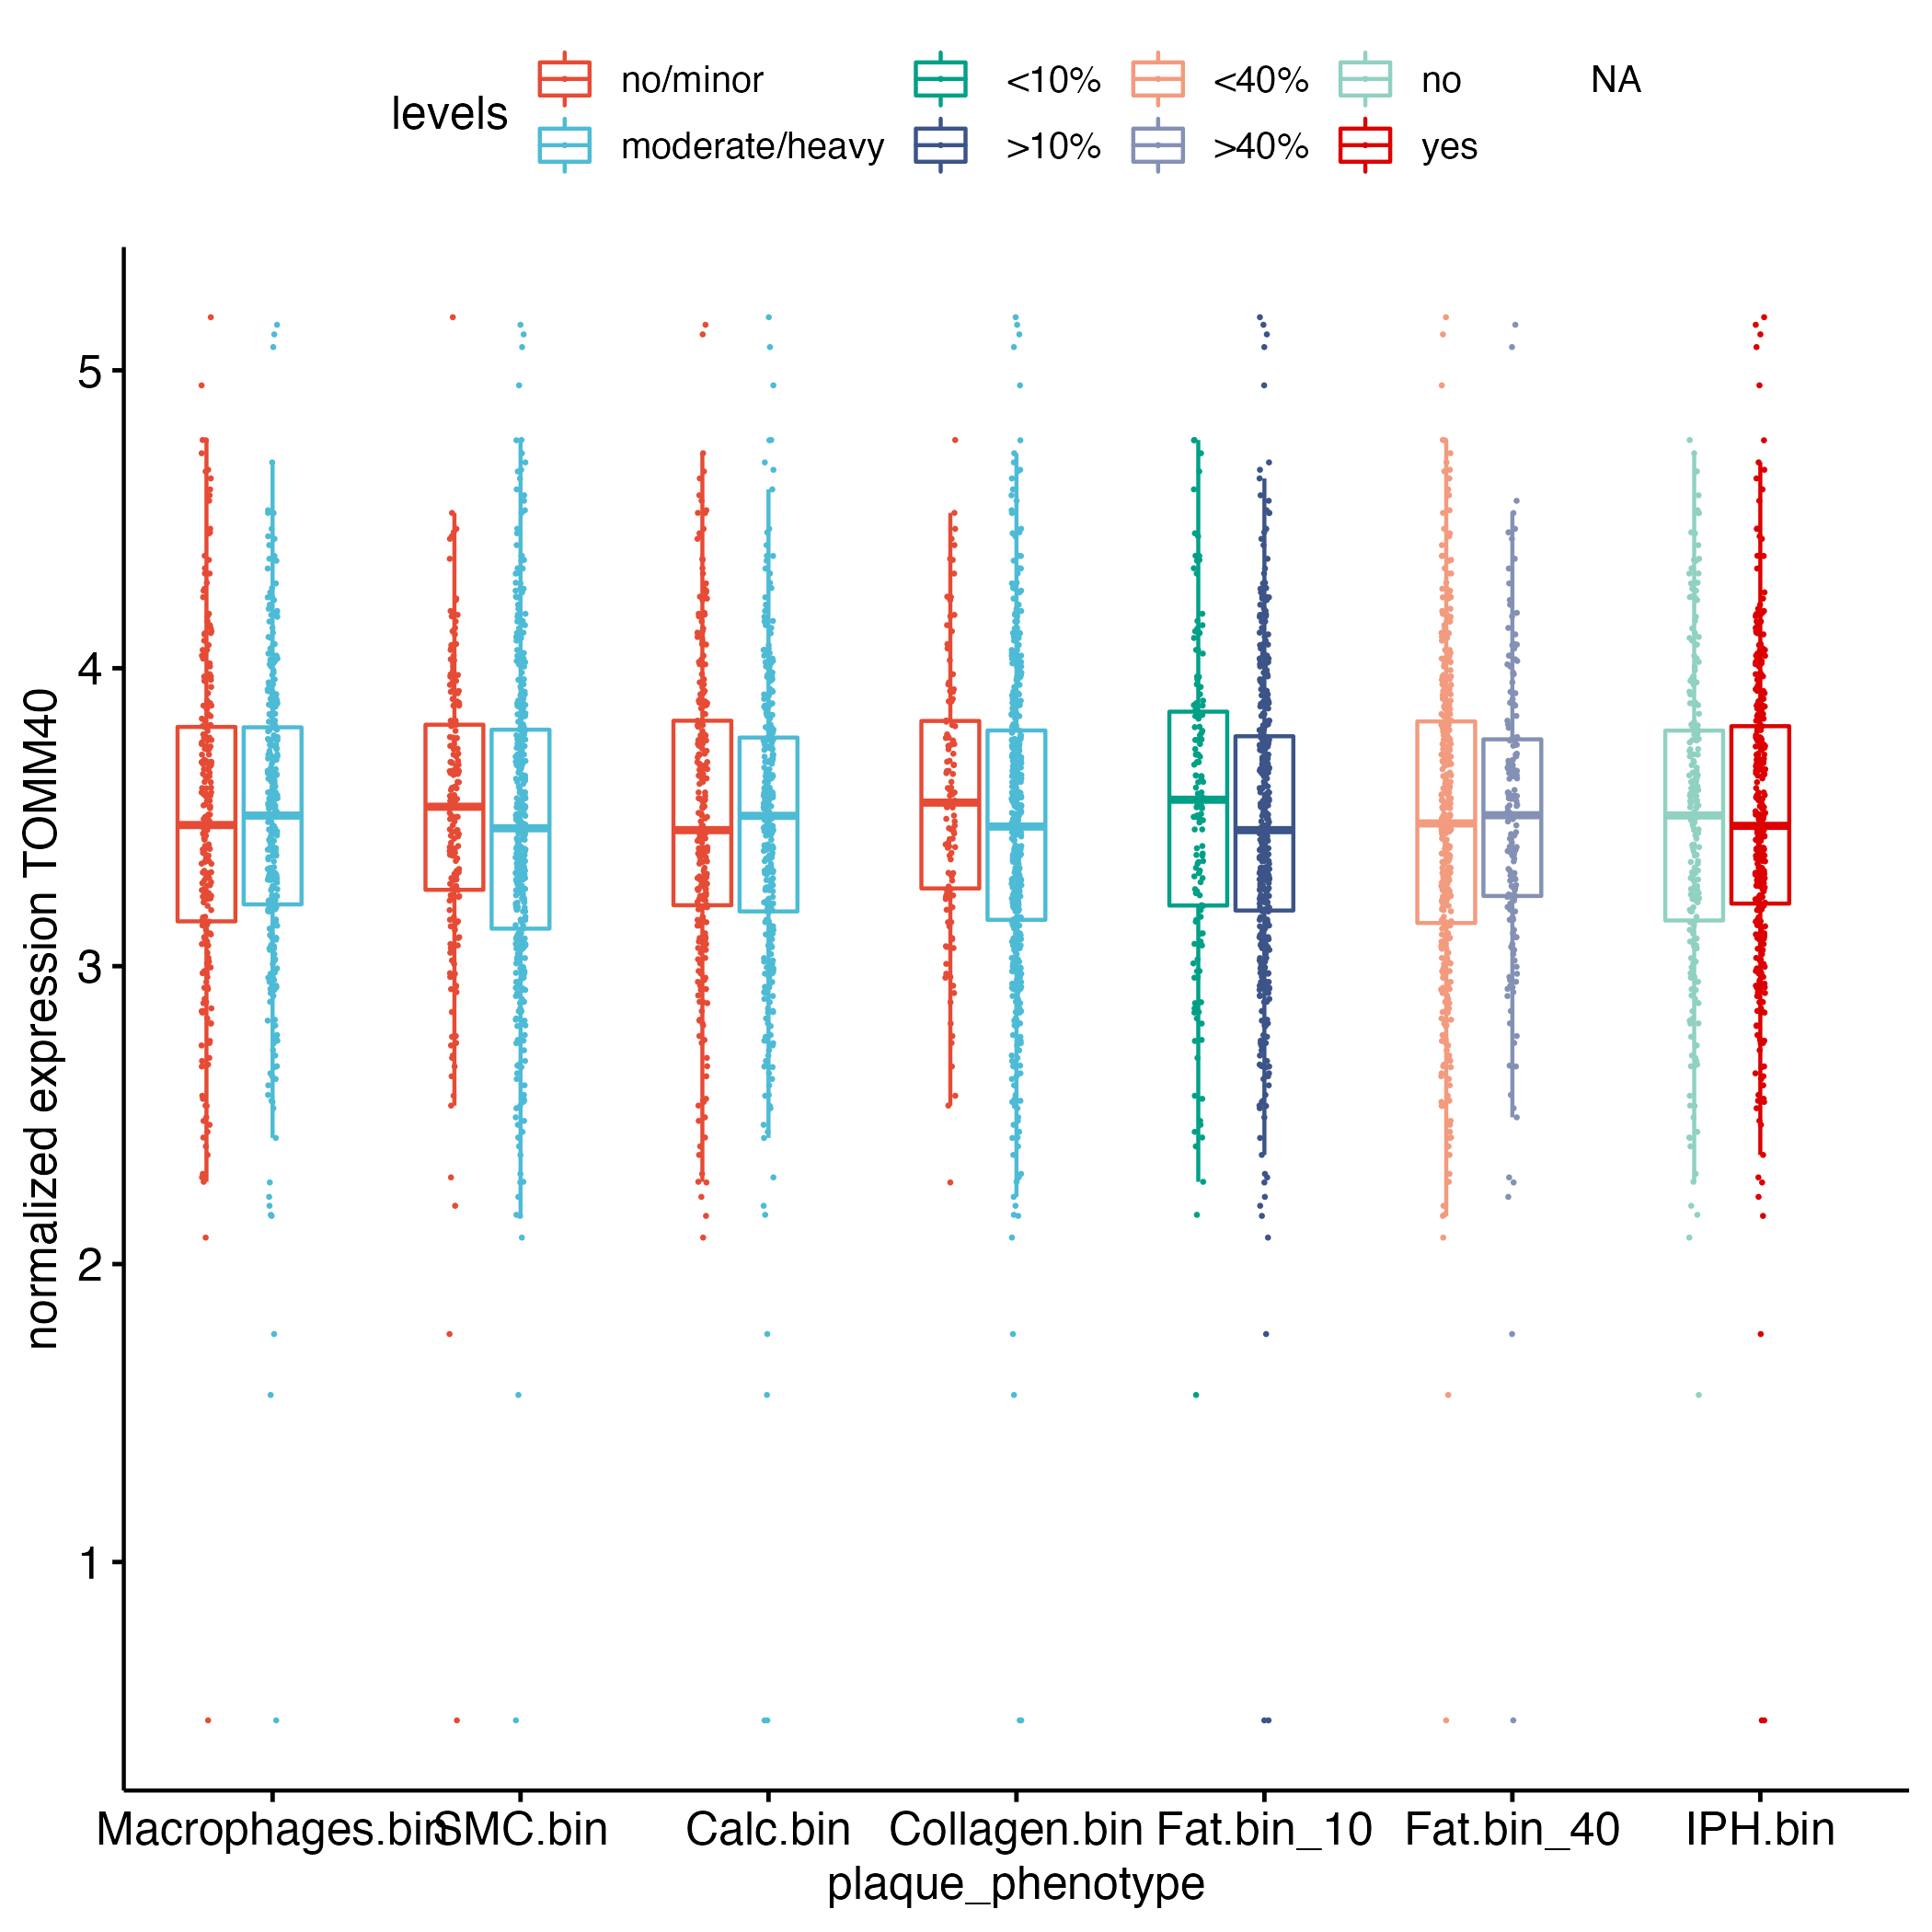 levels
no/minor <10% <40% no NA
moderate/heavy >10% >40% yes
normalized expression TOMM40
5
4
3
2
1
Macrophages.bin SMC.bin Calc.bin Collagen.bin Fat.bin_10 Fat.bin_40 IPH.bin
plaque_phenotype